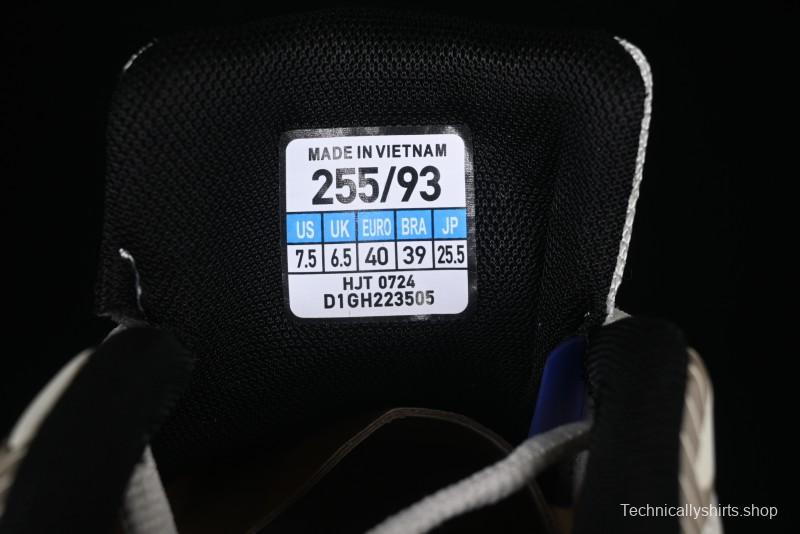 MADE IN VIETNAM
255/93
US UK EURO BRA JP
7.5 6.5 40 39 25.5
HJT 0724
D1GH223505
Technicallyshirts.shop